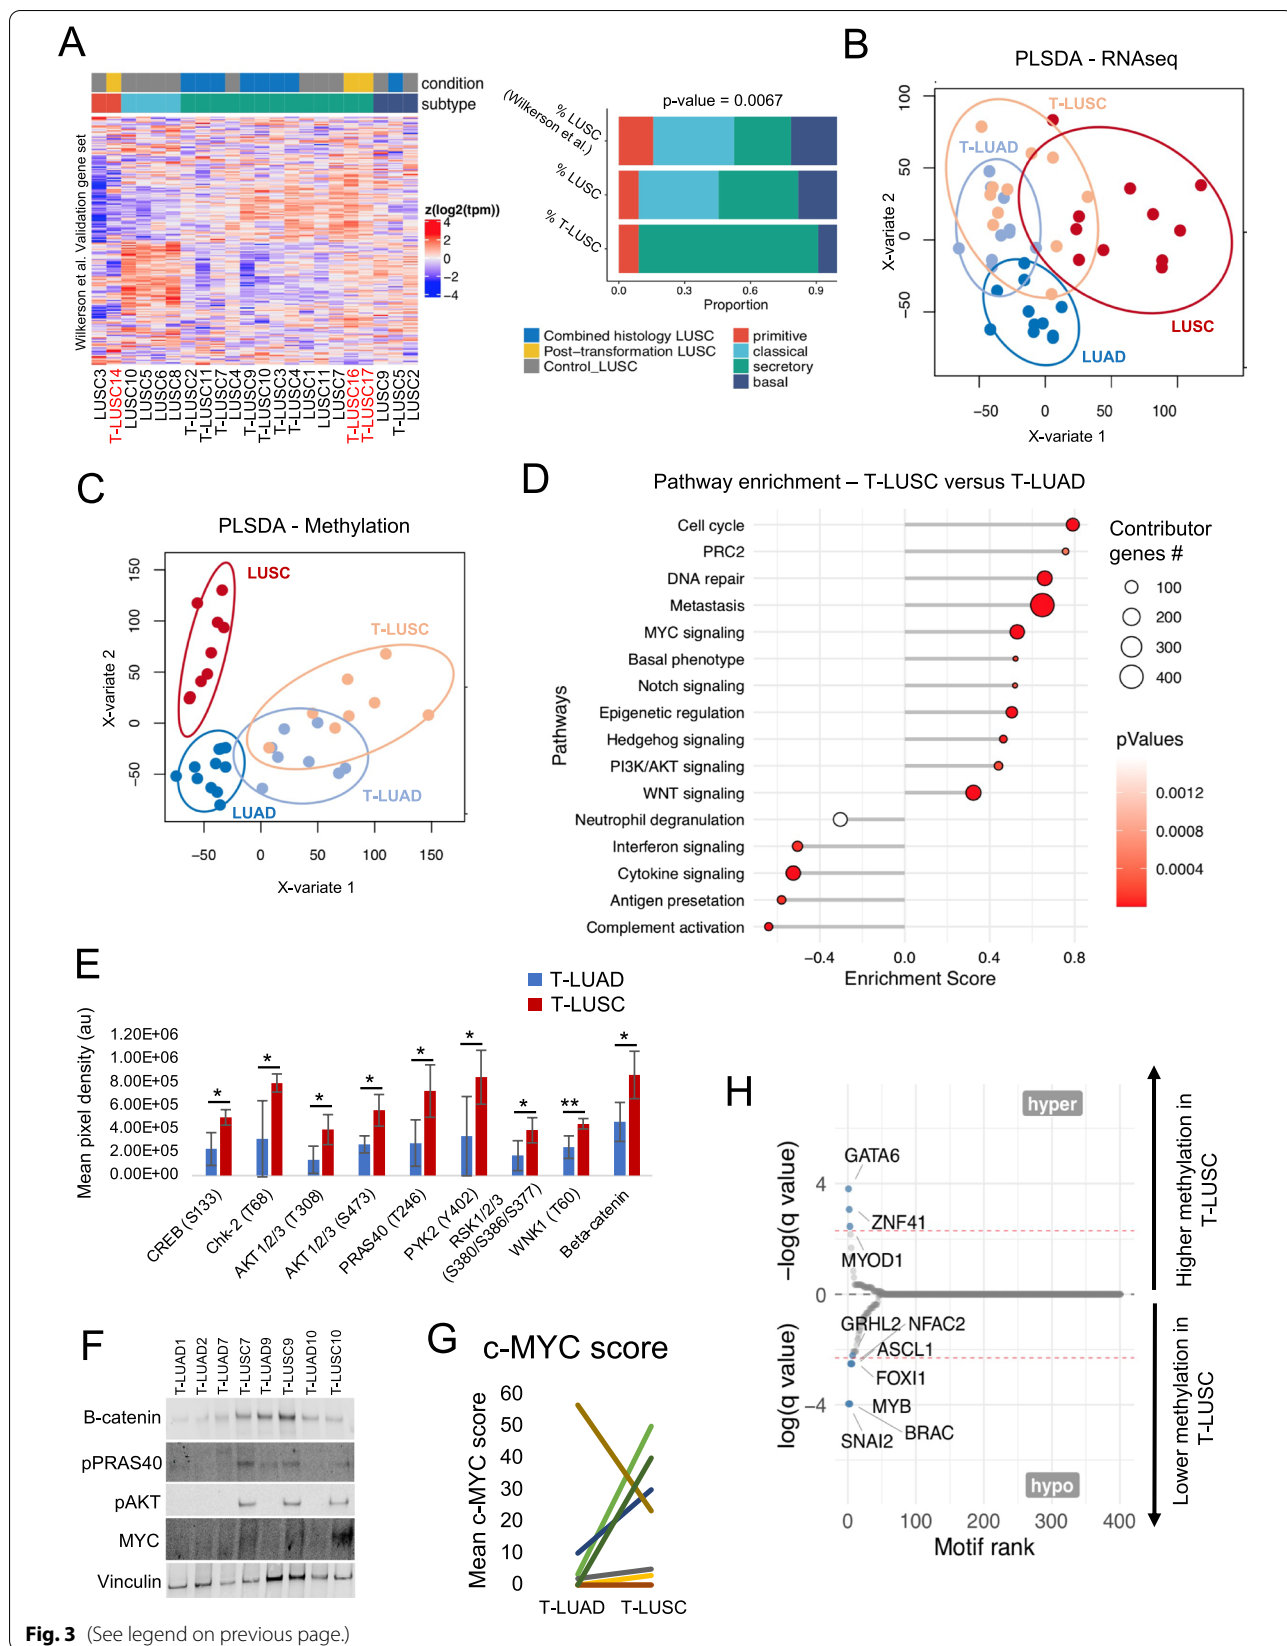 A
condition
subtype
Wilkerson et al. Validation gene set
z(log2(tpm))
4
2
0
−2
−4
LUSC3
T-LUSC14
LUSC10
LUSC5
LUSC6
LUSC8
T-LUSC2
T-LUSC11
T-LUSC7
LUSC4
T-LUSC9
T-LUSC10
T-LUSC3
T-LUSC4
LUSC1
LUSC11
LUSC7
T-LUSC16
T-LUSC17
LUSC9
T-LUSC5
LUSC2
p-value = 0.0067
% LUSC
(Wilkerson et al.)
% LUSC
% T-LUSC
0.0 0.3 0.6 0.9
Proportion
Combined histology LUSC
Post−transformation LUSC
Control_LUSC
primitive
classical
secretory
basal
B
PLSDA - RNAseq
T-LUSC
T-LUAD
LUSC
LUAD
X-variate 2
100
50
0
−50
−50 0 50 100
X-variate 1
C
PLSDA - Methylation
LUSC
T-LUSC
LUAD
T-LUAD
X-variate 2
150
100
50
0
−50
−50 0 50 100 150
X-variate 1
D
Pathway enrichment – T-LUSC versus T-LUAD
Pathways
Cell cycle
PRC2
DNA repair
Metastasis
MYC signaling
Basal phenotype
Notch signaling
Epigenetic regulation
Hedgehog signaling
PI3K/AKT signaling
WNT signaling
Neutrophil degranulation
Interferon signaling
Cytokine signaling
Antigen presetation
Complement activation
−0.4 0.0 0.4 0.8
Enrichment Score
Contributor
genes #
100
200
300
400
pValues
0.0012
0.0008
0.0004
E
T-LUAD
T-LUSC
Mean pixel density (au)
1.20E+06
1.00E+06
8.00E+05
6.00E+05
4.00E+05
2.00E+05
0.00E+00
* * * * * * * ** *
CREB (S133)
Chk-2 (T68)
AKT1/2/3 (T308)
AKT1/2/3 (S473)
PRAS40 (T246)
PYK2 (Y402)
RSK1/2/3
(S380/S386/S377)
WNK1 (T60)
Beta-catenin
F
T-LUAD1
T-LUAD2
T-LUAD7
T-LUSC7
T-LUAD9
T-LUSC9
T-LUAD10
T-LUSC10
B-catenin
pPRAS40
pAKT
MYC
Vinculin
G
c-MYC score
Mean c-MYC score
60
50
40
30
20
10
0
T-LUAD T-LUSC
H
hyper
GATA6
ZNF41
MYOD1
GRHL2
NFAC2
ASCL1
FOXI1
MYB
BRAC
SNAI2
hypo
−log(q value)
log(q value)
4
0
−4
0 100 200 300 400
Motif rank
Higher methylation in
T-LUSC
Lower methylation in
T-LUSC
Fig. 3 (See legend on previous page.)